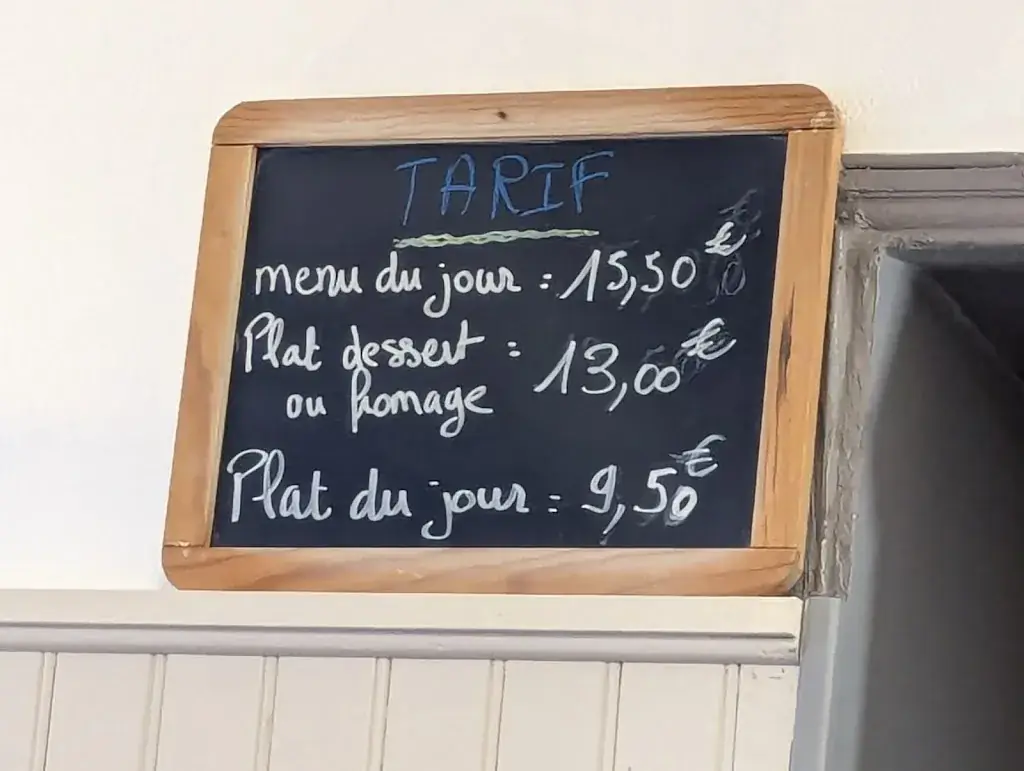 TARIF
menu du jour : 15,50 €
Plat dessert : 13,00 €
ou fromage
Plat du jour : 9,50 €